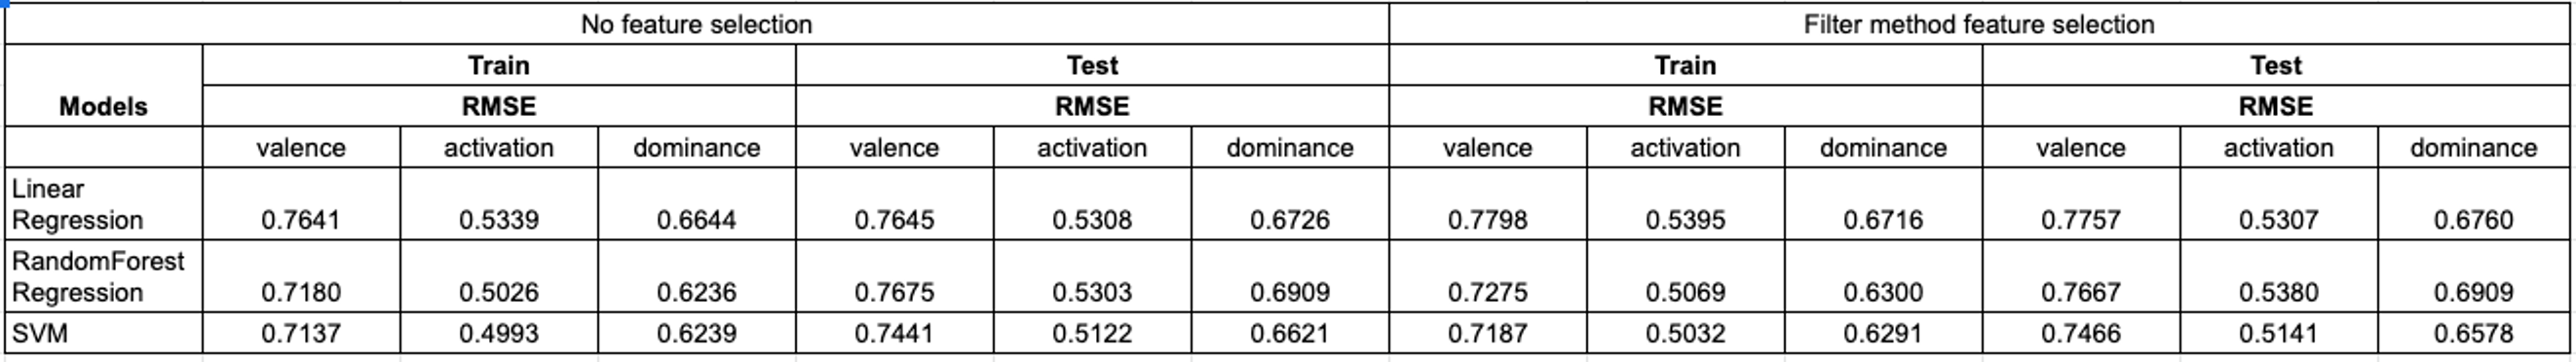 No feature selection Filter method feature selection
Train Test Train Test
Models RMSE RMSE RMSE RMSE
valence activation dominance valence activation dominance valence activation dominance valence activation dominance
Linear
Regression 0.7641 0.5339 0.6644 0.7645 0.5308 0.6726 0.7798 0.5395 0.6716 0.7757 0.5307 0.6760
RandomForest
Regression 0.7180 0.5026 0.6236 0.7675 0.5303 0.6909 0.7275 0.5069 0.6300 0.7667 0.5380 0.6909
SVM 0.7137 0.4993 0.6239 0.7441 0.5122 0.6621 0.7187 0.5032 0.6291 0.7466 0.5141 0.6578